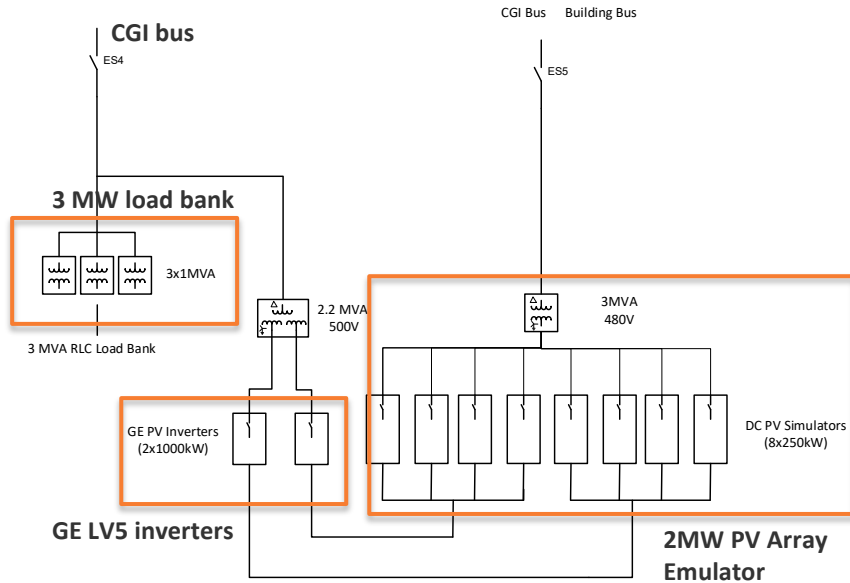 CGI Bus Building Bus
CGI bus
ES4
ES5
3 MW load bank
3x1MVA
2.2 MVA
500V
3MVA
480V
3 MVA RLC Load Bank
GE PV Inverters
(2x1000kW)
DC PV Simulators
(8x250kW)
GE LV5 inverters
2MW PV Array
Emulator